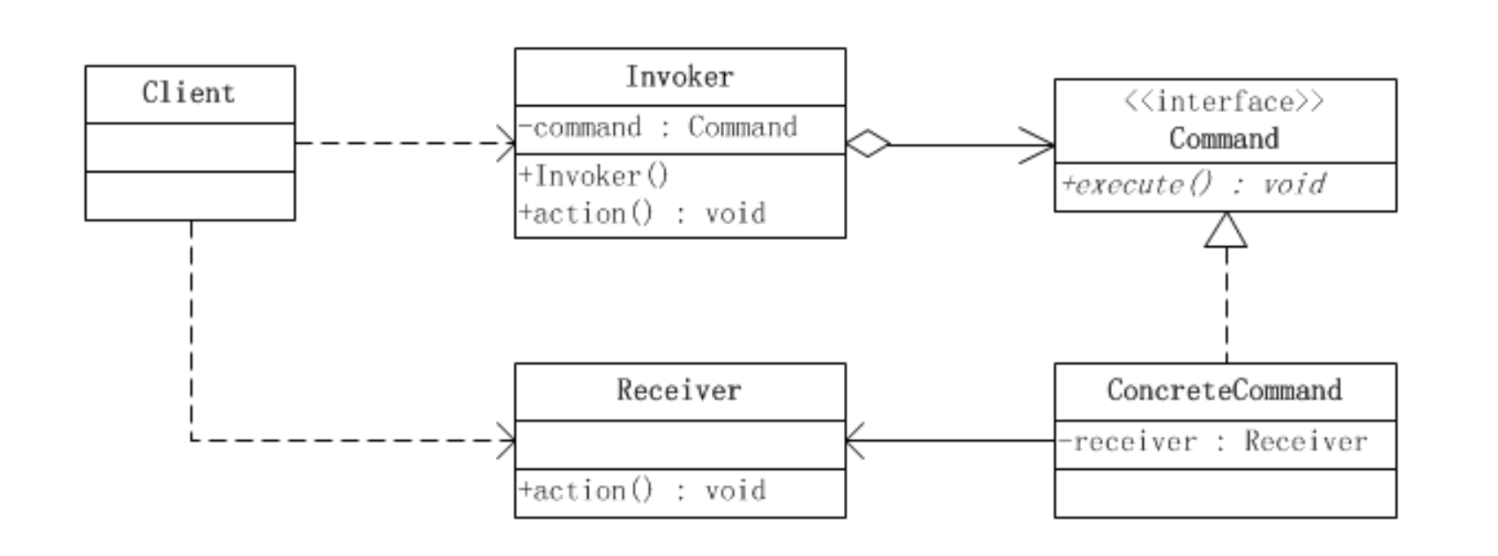 Client
Invoker
-command : Command
+Invoker()
+action() : void
<<interface>>
Command
+execute() : void
Receiver
+action() : void
ConcreteCommand
-receiver : Receiver